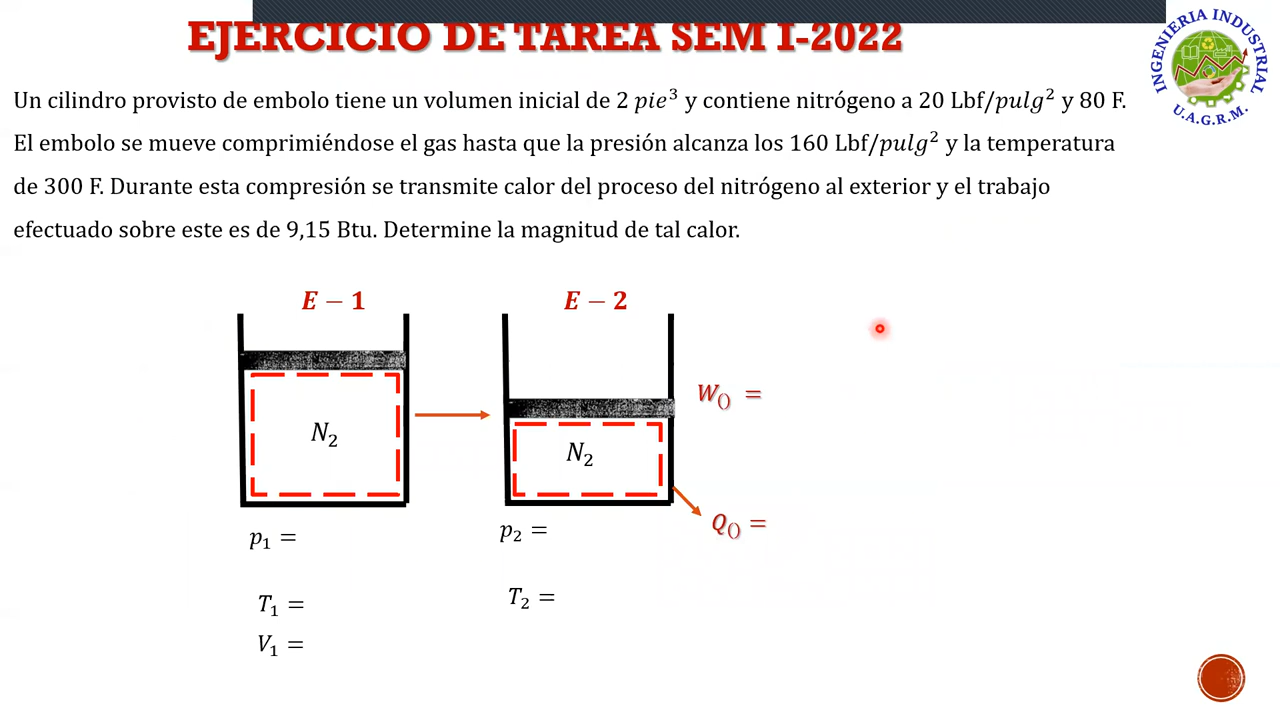 EJERCICIO DE TAREA SEM I-2022
INGENIERIA INDUSTRIAL
U.A.G.R.M.
Un cilindro provisto de embolo tiene un volumen inicial de 2 pie³ y contiene nitrógeno a 20 Lbf/pulg² y 80 F.
El embolo se mueve comprimiéndose el gas hasta que la presión alcanza los 160 Lbf/pulg² y la temperatura
de 300 F. Durante esta compresión se transmite calor del proceso del nitrógeno al exterior y el trabajo
efectuado sobre este es de 9,15 Btu. Determine la magnitud de tal calor.
E − 1
E − 2
W₍₎ =
N₂
N₂
Q₍₎ =
p₁ =
p₂ =
T₁ =
T₂ =
V₁ =